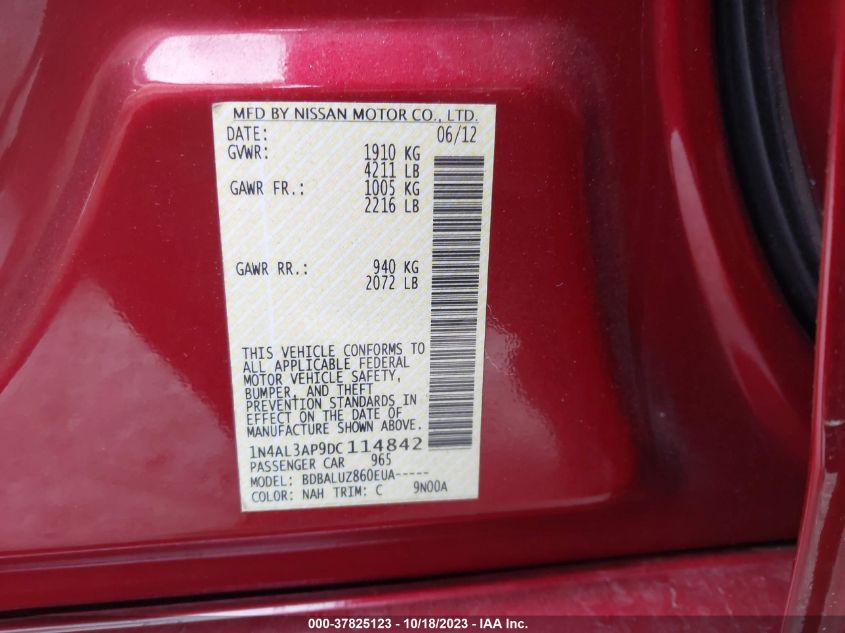 MFD BY NISSAN MOTOR CO., LTD.
DATE: 06/12
GVWR: 1910 KG
4211 LB
GAWR FR.: 1005 KG
2216 LB
GAWR RR.: 940 KG
2072 LB
THIS VEHICLE CONFORMS TO
ALL APPLICABLE FEDERAL
MOTOR VEHICLE SAFETY,
BUMPER, AND THEFT
PREVENTION STANDARDS IN
EFFECT ON THE DATE OF
MANUFACTURE SHOWN ABOVE.
1N4AL3AP9DC114842
PASSENGER CAR 965
MODEL: BDBALUZ860EUA-----
COLOR: NAH TRIM: C 9N00A
000-37825123 - 10/18/2023 - IAA Inc.